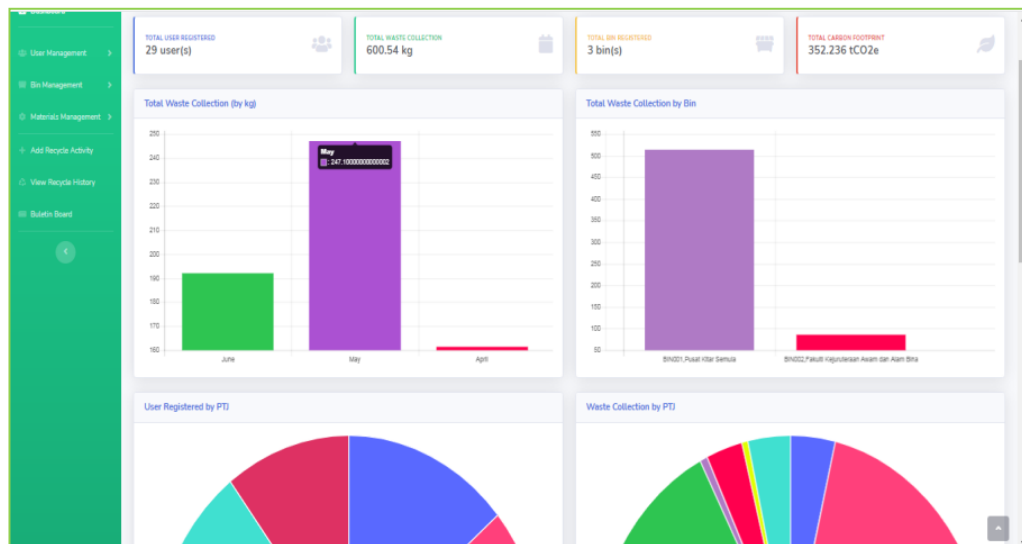 Dashboard
User Management
Bin Management
Materials Management
Add Recycle Activity
View Recycle History
Buletin Board
TOTAL USER REGISTERED
29 user(s)
TOTAL WASTE COLLECTION
600.54 kg
TOTAL BIN REGISTERED
3 bin(s)
TOTAL CARBON FOOTPRINT
352.236 tCO2e
Total Waste Collection (by kg)
250
240
230
220
210
200
190
180
170
160
May
: 247.10000000000002
June
May
April
Total Waste Collection by Bin
550
500
450
400
350
300
250
200
150
100
50
BIN001,Pusat Kitar Semula
BIN002,Fakulti Kejuruteraan Awam dan Alam Bina
User Registered by PTJ
Waste Collection by PTJ